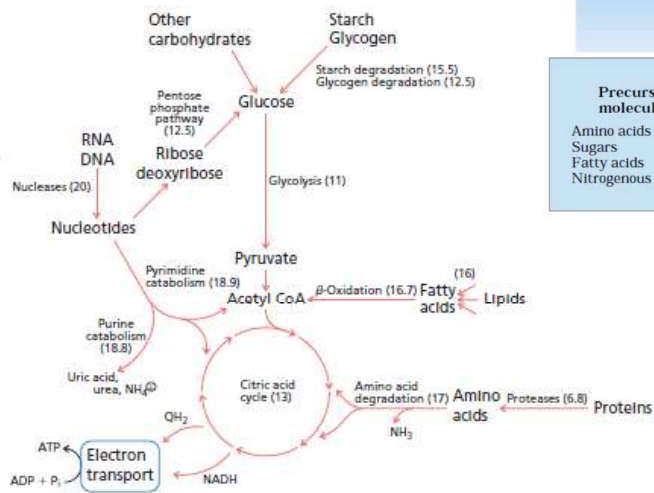 Other
carbohydrates
Starch
Glycogen
Starch degradation (15.5)
Glycogen degradation (12.5)
Pentose
phosphate
pathway
(12.5)
Glucose
RNA
DNA
Ribose
deoxyribose
Nucleases (20)
Glycolysis (11)
Nucleotides
Pyruvate
Pyrimidine
catabolism (18.9)
Acetyl CoA
β-Oxidation (16.7)
Fatty
acids
(16)
Lipids
Purine
catabolism
(18.8)
Uric acid,
urea, NH₄⊕
Citric acid
cycle (13)
Amino acid
degradation (17)
Amino
acids
Proteases (6.8)
Proteins
NH₃
QH₂
NADH
ATP
ADP + Pᵢ
Electron
transport
Precurs
molecul
Amino acids
Sugars
Fatty acids
Nitrogenous